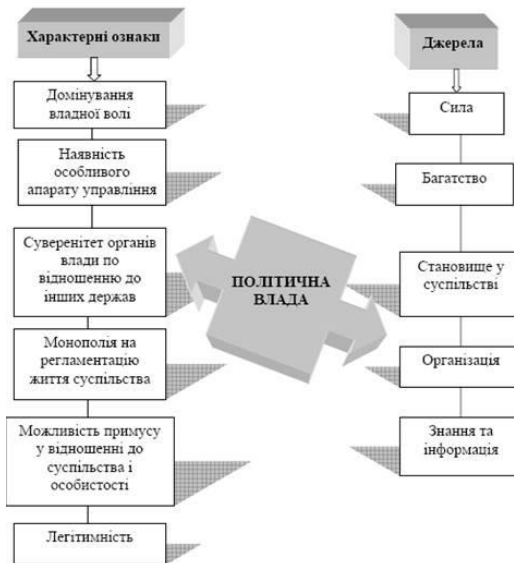 Характерні ознаки
Домінування
владної волі
Наявність
особливого
апарату управління
Суверенітет органів
влади по
відношенню до
інших держав
Монополія на
регламентацію
життя суспільства
Можливість примусу
у відношенні до
суспільства і
особистості
Легітимність
ПОЛІТИЧНА
ВЛАДА
Джерела
Сила
Багатство
Становище у
суспільстві
Організація
Знання та
інформація